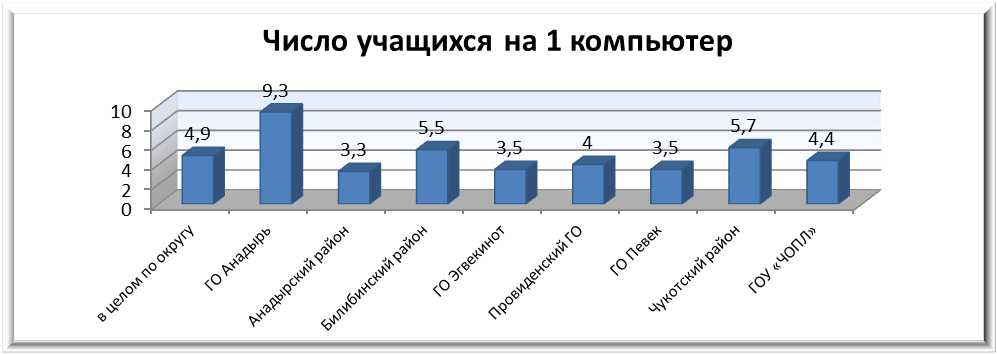 Число учащихся на 1 компьютер
10
8
6
4
2
0
4,9
9,3
3,3
5,5
3,5
4
3,5
5,7
4,4
в целом по округу
ГО Анадырь
Анадырский район
Билибинский район
ГО Эгвекинот
Провиденский ГО
ГО Певек
Чукотский район
ГОУ «ЧОПЛ»